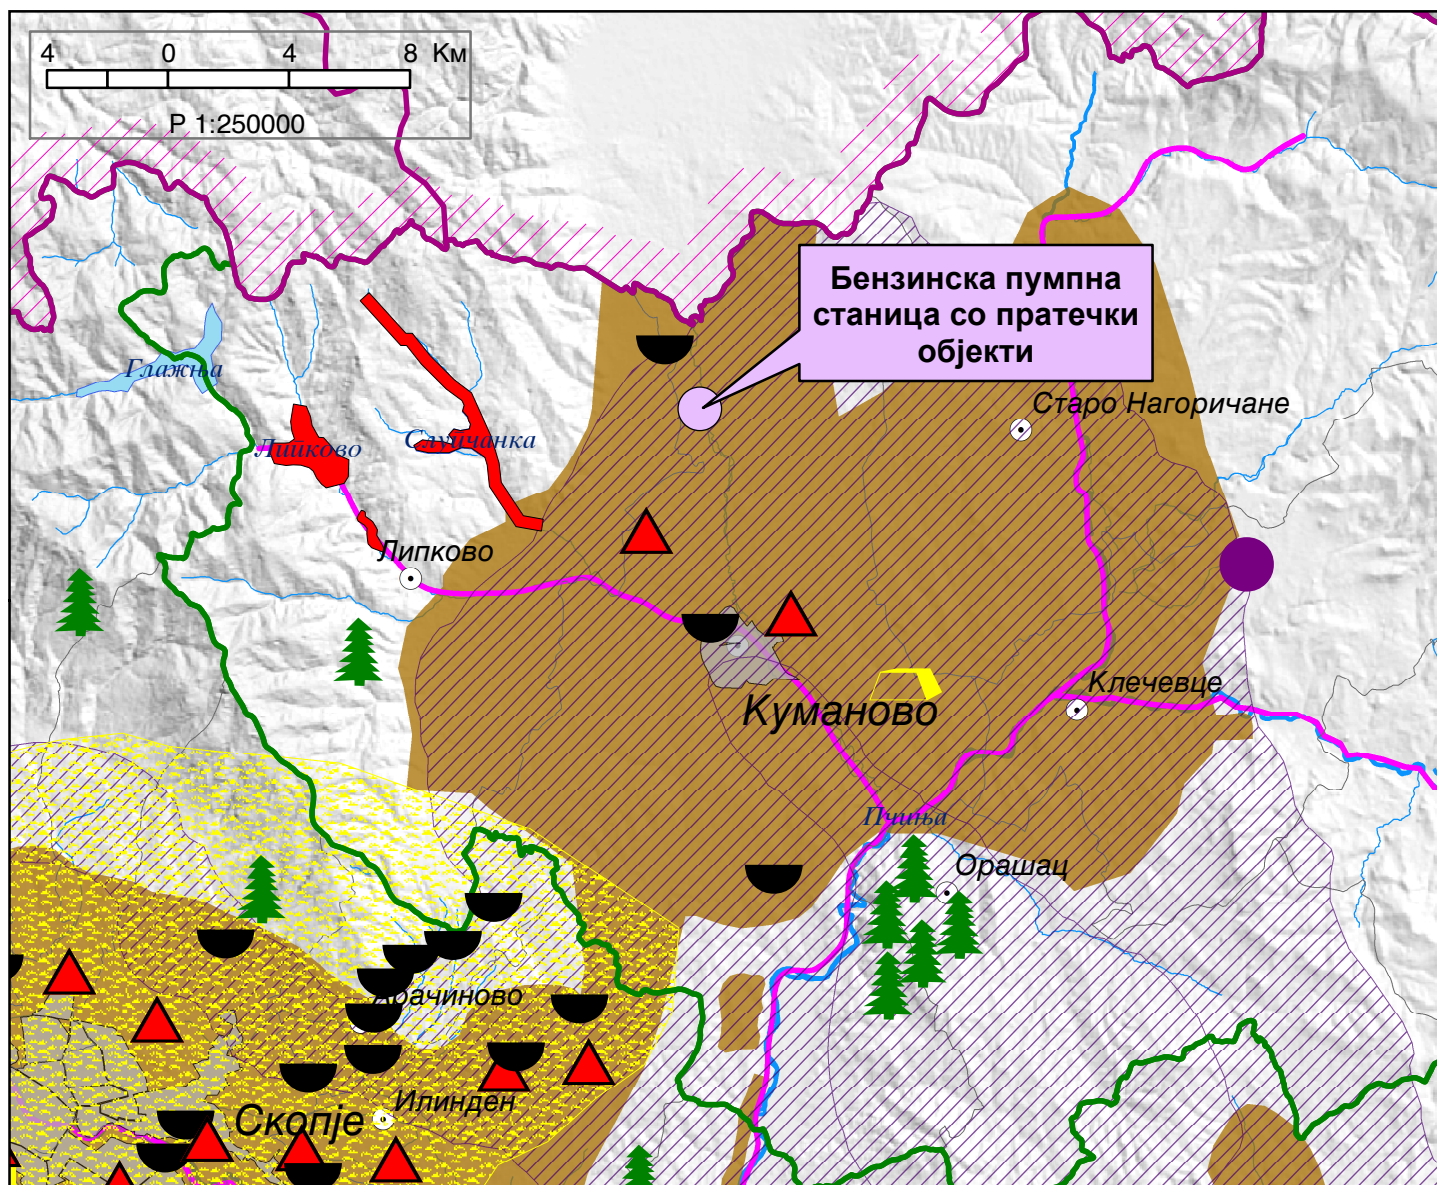 4 0 4 8 Км
Р 1:250000
Бензинска пумпна
станица со пратечки
објекти
Глажња
Старо Нагоричане
Липково
Слупчанка
Липково
Клечевце
Куманово
Пчиња
Орашац
Арачиново
Илинден
Скопје